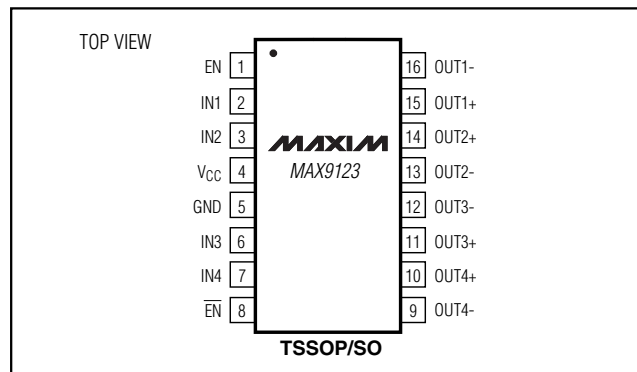 TOP VIEW
EN 1 16 OUT1-
IN1 2 15 OUT1+
IN2 3 14 OUT2+
MAXIM
VCC 4 MAX9123 13 OUT2-
GND 5 12 OUT3-
IN3 6 11 OUT3+
IN4 7 10 OUT4+
E̅N̅ 8 9 OUT4-
TSSOP/SO